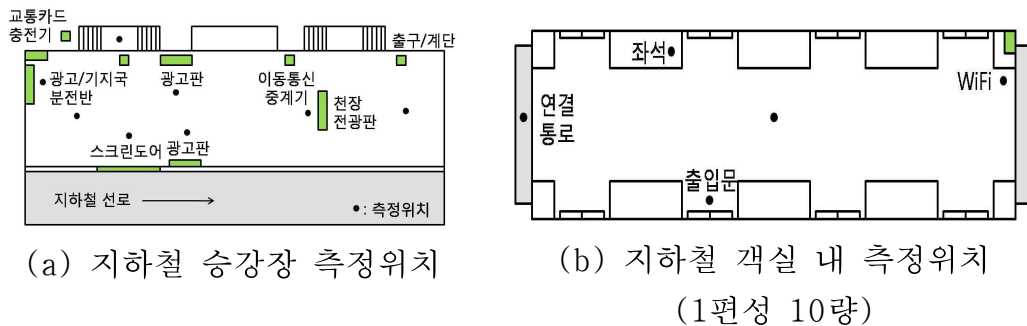 교통카드
충전기
출구/계단
광고/기지국
분전반
광고판
이동통신
중계기
천장
전광판
스크린도어
광고판
지하철 선로
•: 측정위치
(a) 지하철 승강장 측정위치
좌석
WiFi
연결
통로
출입문
(b) 지하철 객실 내 측정위치
(1편성 10량)